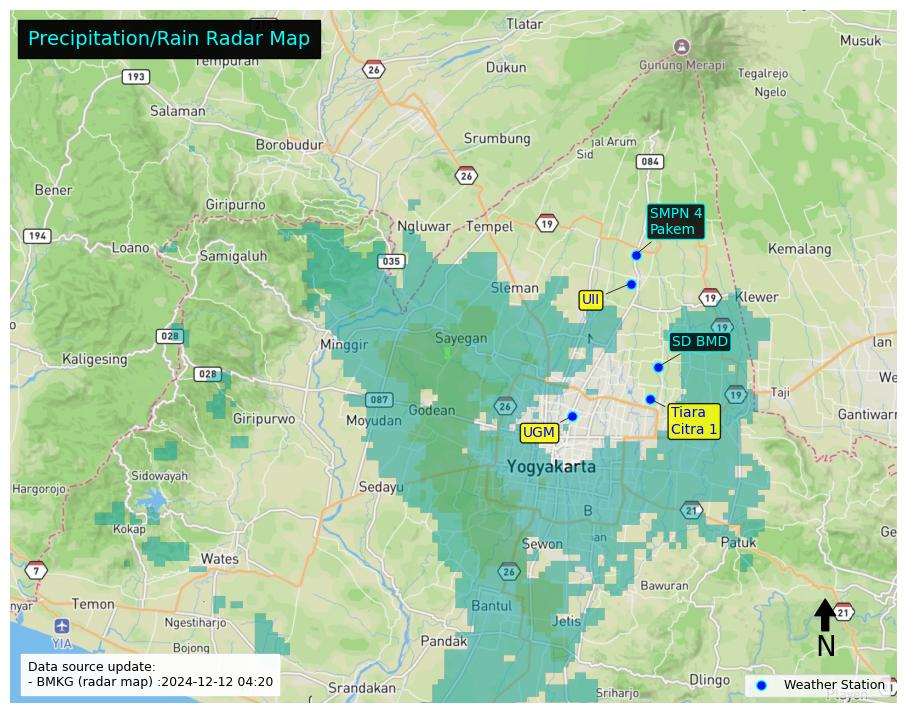 Precipitation/Rain Radar Map
Tlatar
Musuk
Tempuran
26
Gunung Merapi
193
Dukun
Tegalrejo
Ngelo
Salaman
Srumbung
Borobudur
jal Arum
Sid
084
26
Bener
Giripurno
SMPN 4
Pakem
194
Loano
Ngluwar
Tempel
19
Samigaluh
035
Kemalang
UII
Sleman
19
Klewer
028
Minggir
Sayegan
N
19
SD BMD
lan
Kaligesing
028
We
087
Godean
26
19
Taji
Giripurwo
Moyudan
UGM
Tiara
Citra 1
Gantiwarn
Yogyakarta
Sidowayah
Hargorojo
Sedayu
Kokap
B
21
an
Ge
Wates
Sewon
Patuk
7
26
Bawuran
nyar
Temon
Bantul
21
Ngestiharjo
Jetis
YIA
Bojong
Pandak
N
Data source update:
- BMKG (radar map) :2024-12-12 04:20
Srandakan
Sriharjo
Dlingo
Weather Station
Playen